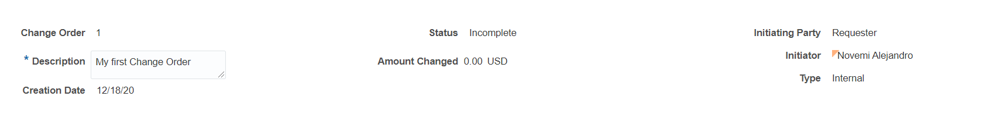 Change Order 1
* Description My first Change Order
Creation Date 12/18/20
Status Incomplete
Amount Changed 0.00 USD
Initiating Party Requester
Initiator Novemi Alejandro
Type Internal